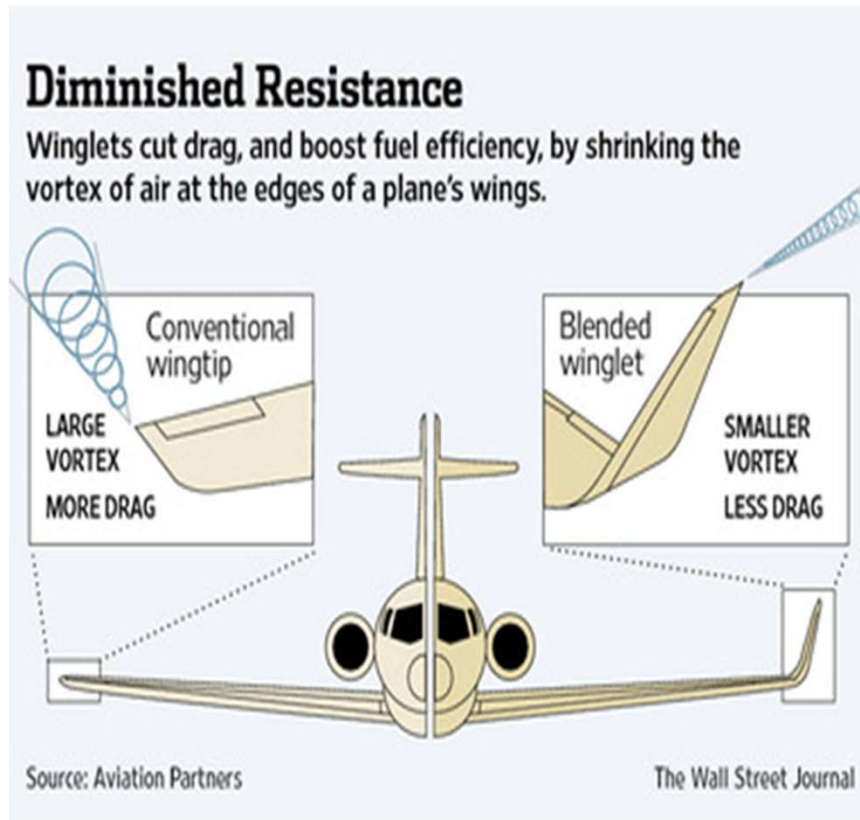 Diminished Resistance
Winglets cut drag, and boost fuel efficiency, by shrinking the
vortex of air at the edges of a plane's wings.
Conventional
wingtip
LARGE
VORTEX
MORE DRAG
Blended
winglet
SMALLER
VORTEX
LESS DRAG
Source: Aviation Partners
The Wall Street Journal